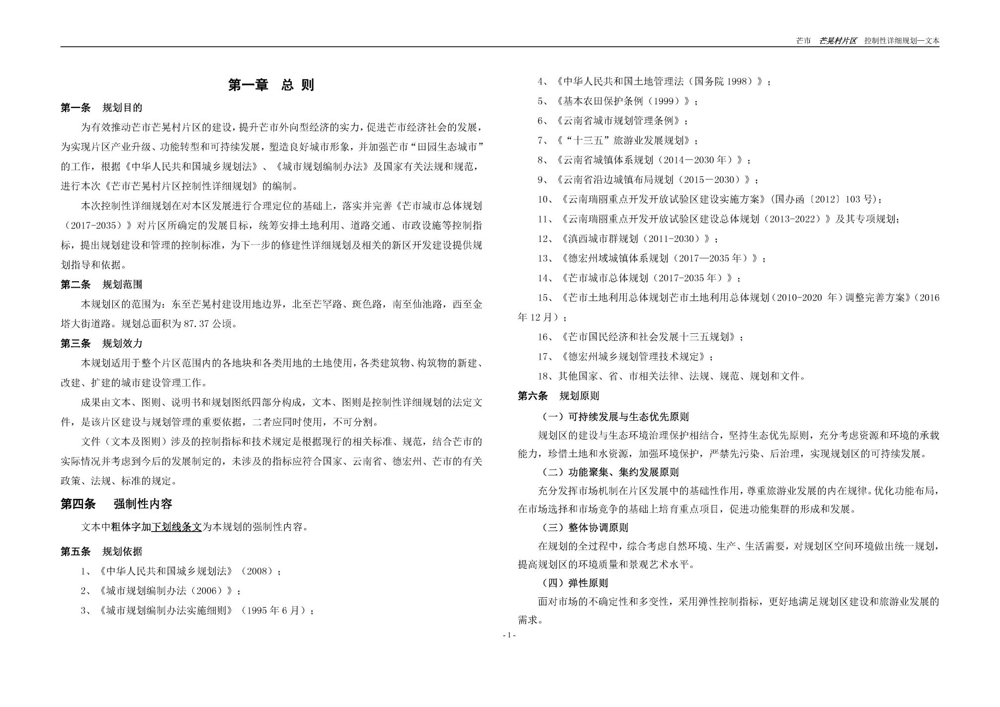 芒市 芒晃村片区 控制性详细规划—文本
第一章 总 则
第一条 规划目的
为有效推动芒市芒晃村片区的建设，提升芒市外向型经济的实力，促进芒市经济社会的发展，
为实现片区产业升级、功能转型和可持续发展，塑造良好城市形象，并加强芒市“田园生态城市”
的工作，根据《中华人民共和国城乡规划法》、《城市规划编制办法》及国家有关法规和规范，
进行本次《芒市芒晃村片区控制性详细规划》的编制。
本次控制性详细规划在对本区发展进行合理定位的基础上，落实并完善《芒市城市总体规划
（2017-2035）》对片区所确定的发展目标，统筹安排土地利用、道路交通、市政设施等控制指
标，提出规划建设和管理的控制标准，为下一步的修建性详细规划及相关的新区开发建设提供规
划指导和依据。
第二条 规划范围
本规划区的范围为：东至芒晃村建设用地边界，北至芒罕路、斑色路，南至仙池路，西至金
塔大街道路。规划总面积为 87.37 公顷。
第三条 规划效力
本规划适用于整个片区范围内的各地块和各类用地的土地使用，各类建筑物、构筑物的新建、
改建、扩建的城市建设管理工作。
成果由文本、图则、说明书和规划图纸四部分构成，文本、图则是控制性详细规划的法定文
件，是该片区建设与规划管理的重要依据，二者应同时使用，不可分割。
文件（文本及图则）涉及的控制指标和技术规定是根据现行的相关标准、规范，结合芒市的
实际情况并考虑到今后的发展制定的，未涉及的指标应符合国家、云南省、德宏州、芒市的有关
政策、法规、标准的规定。
第四条 强制性内容
文本中粗体字加下划线条文为本规划的强制性内容。
第五条 规划依据
1、《中华人民共和国城乡规划法》（2008）；
2、《城市规划编制办法（2006）》；
3、《城市规划编制办法实施细则》（1995 年 6 月）；
4、《中华人民共和国土地管理法（国务院 1998）》；
5、《基本农田保护条例（1999）》；
6、《云南省城市规划管理条例》；
7、《“十三五”旅游业发展规划》；
8、《云南省城镇体系规划（2014－2030 年）》；
9、《云南省沿边城镇布局规划（2015－2030）》；
10、《云南瑞丽重点开发开放试验区建设实施方案》(国办函〔2012〕103 号)；
11、《云南瑞丽重点开发开放试验区建设总体规划（2013-2022）》及其专项规划；
12、《滇西城市群规划（2011-2030）》；
13、《德宏州域城镇体系规划（2017—2035 年）》；
14、《芒市城市总体规划（2017-2035 年）》；
15、《芒市土地利用总体规划芒市土地利用总体规划（2010-2020 年）调整完善方案》（2016
年 12 月）；
16、《芒市国民经济和社会发展十三五规划》；
17、《德宏州城乡规划管理技术规定》；
18、其他国家、省、市相关法律、法规、规范、规划和文件。
第六条 规划原则
（一）可持续发展与生态优先原则
规划区的建设与生态环境治理保护相结合，坚持生态优先原则，充分考虑资源和环境的承载
能力，珍惜土地和水资源，加强环境保护，严禁先污染、后治理，实现规划区的可持续发展。
（二）功能聚集、集约发展原则
充分发挥市场机制在片区发展中的基础性作用，尊重旅游业发展的内在规律。优化功能布局，
在市场选择和市场竞争的基础上培育重点项目，促进功能集群的形成和发展。
（三）整体协调原则
在规划的全过程中，综合考虑自然环境、生产、生活需要，对规划区空间环境做出统一规划，
提高规划区的环境质量和景观艺术水平。
（四）弹性原则
面对市场的不确定性和多变性，采用弹性控制指标，更好地满足规划区建设和旅游业发展的
需求。
- 1 -